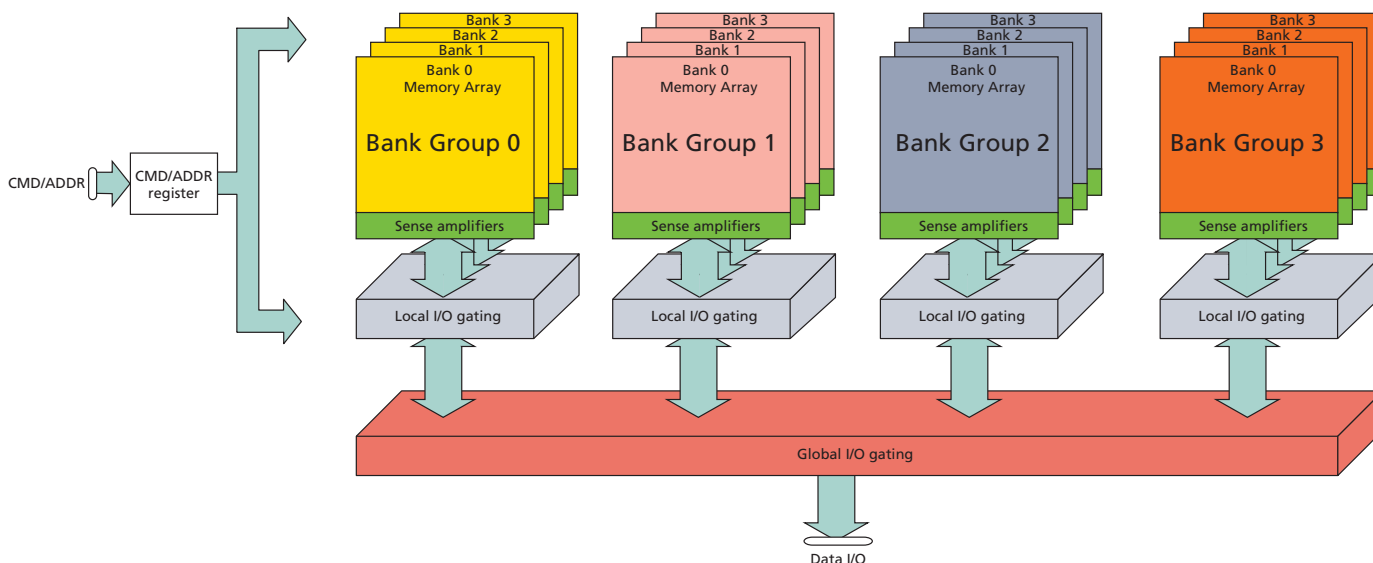 Bank 3
Bank 2
Bank 1
Bank 0
Memory Array
Bank Group 0
Sense amplifiers
Local I/O gating
Bank 3
Bank 2
Bank 1
Bank 0
Memory Array
Bank Group 1
Sense amplifiers
Local I/O gating
Bank 3
Bank 2
Bank 1
Bank 0
Memory Array
Bank Group 2
Sense amplifiers
Local I/O gating
Bank 3
Bank 2
Bank 1
Bank 0
Memory Array
Bank Group 3
Sense amplifiers
Local I/O gating
CMD/ADDR
CMD/ADDR
register
Global I/O gating
Data I/O